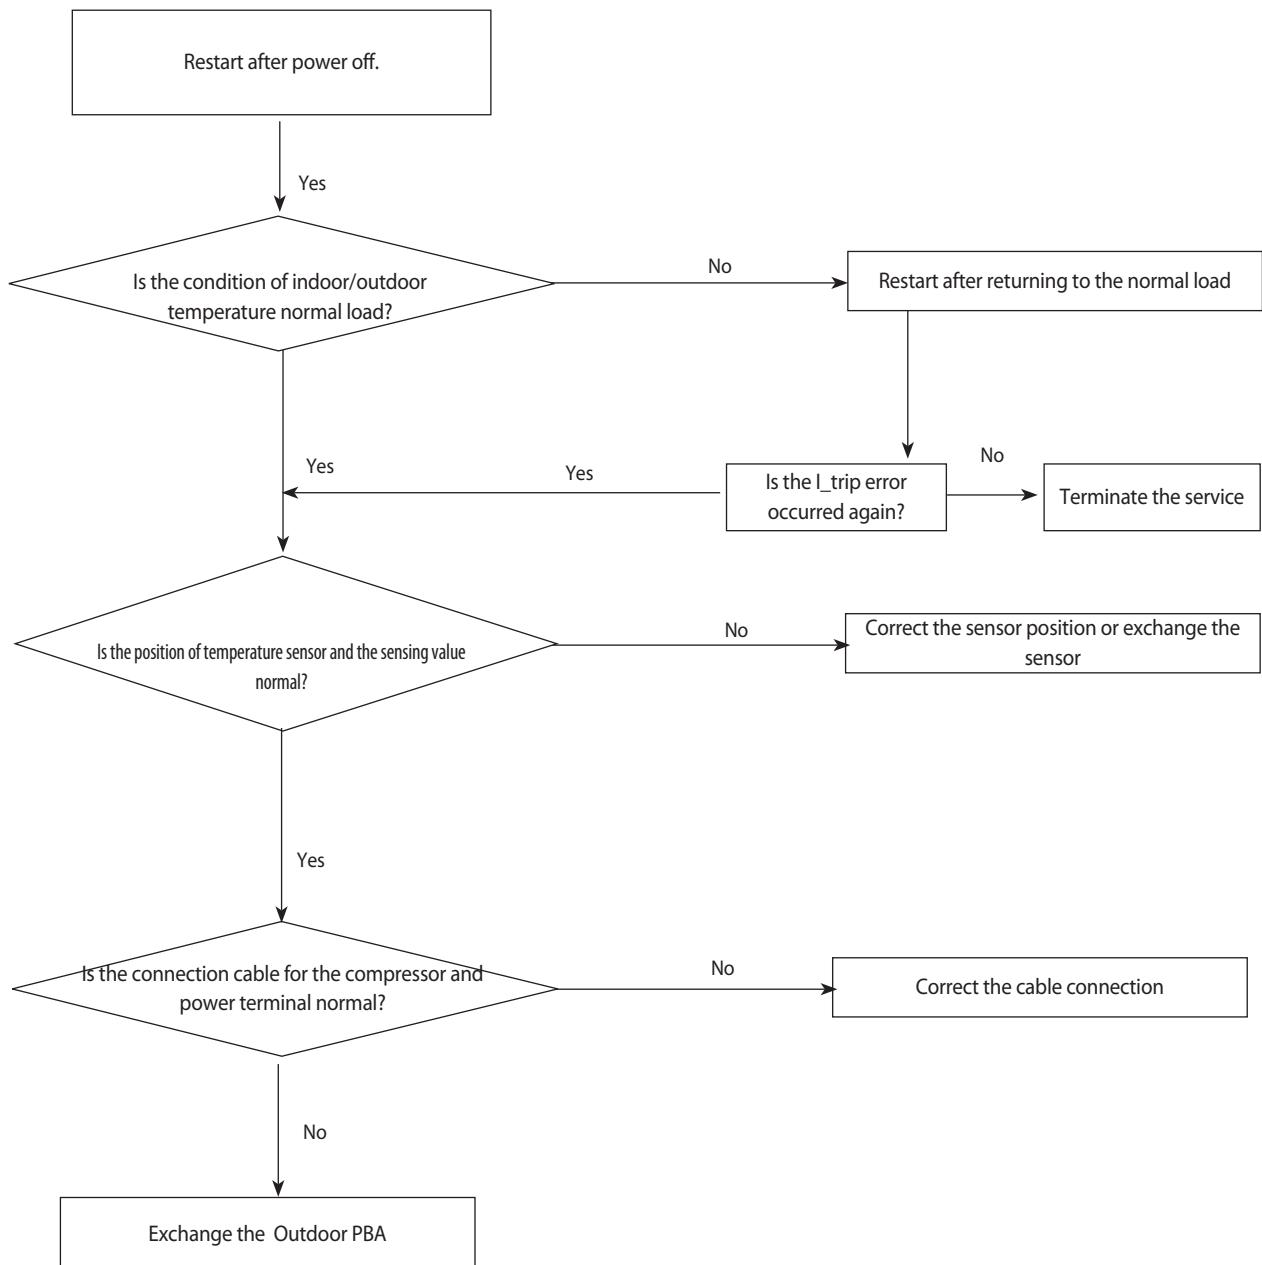 Restart after power off.
Yes
Is the condition of indoor/outdoor
temperature normal load?
No
Restart after returning to the normal load
Yes
Yes
Is the I_trip error
occurred again?
No
Terminate the service
Is the position of temperature sensor and the sensing value
normal?
No
Correct the sensor position or exchange the
sensor
Yes
Is the connection cable for the compressor and
power terminal normal?
No
Correct the cable connection
No
Exchange the Outdoor PBA